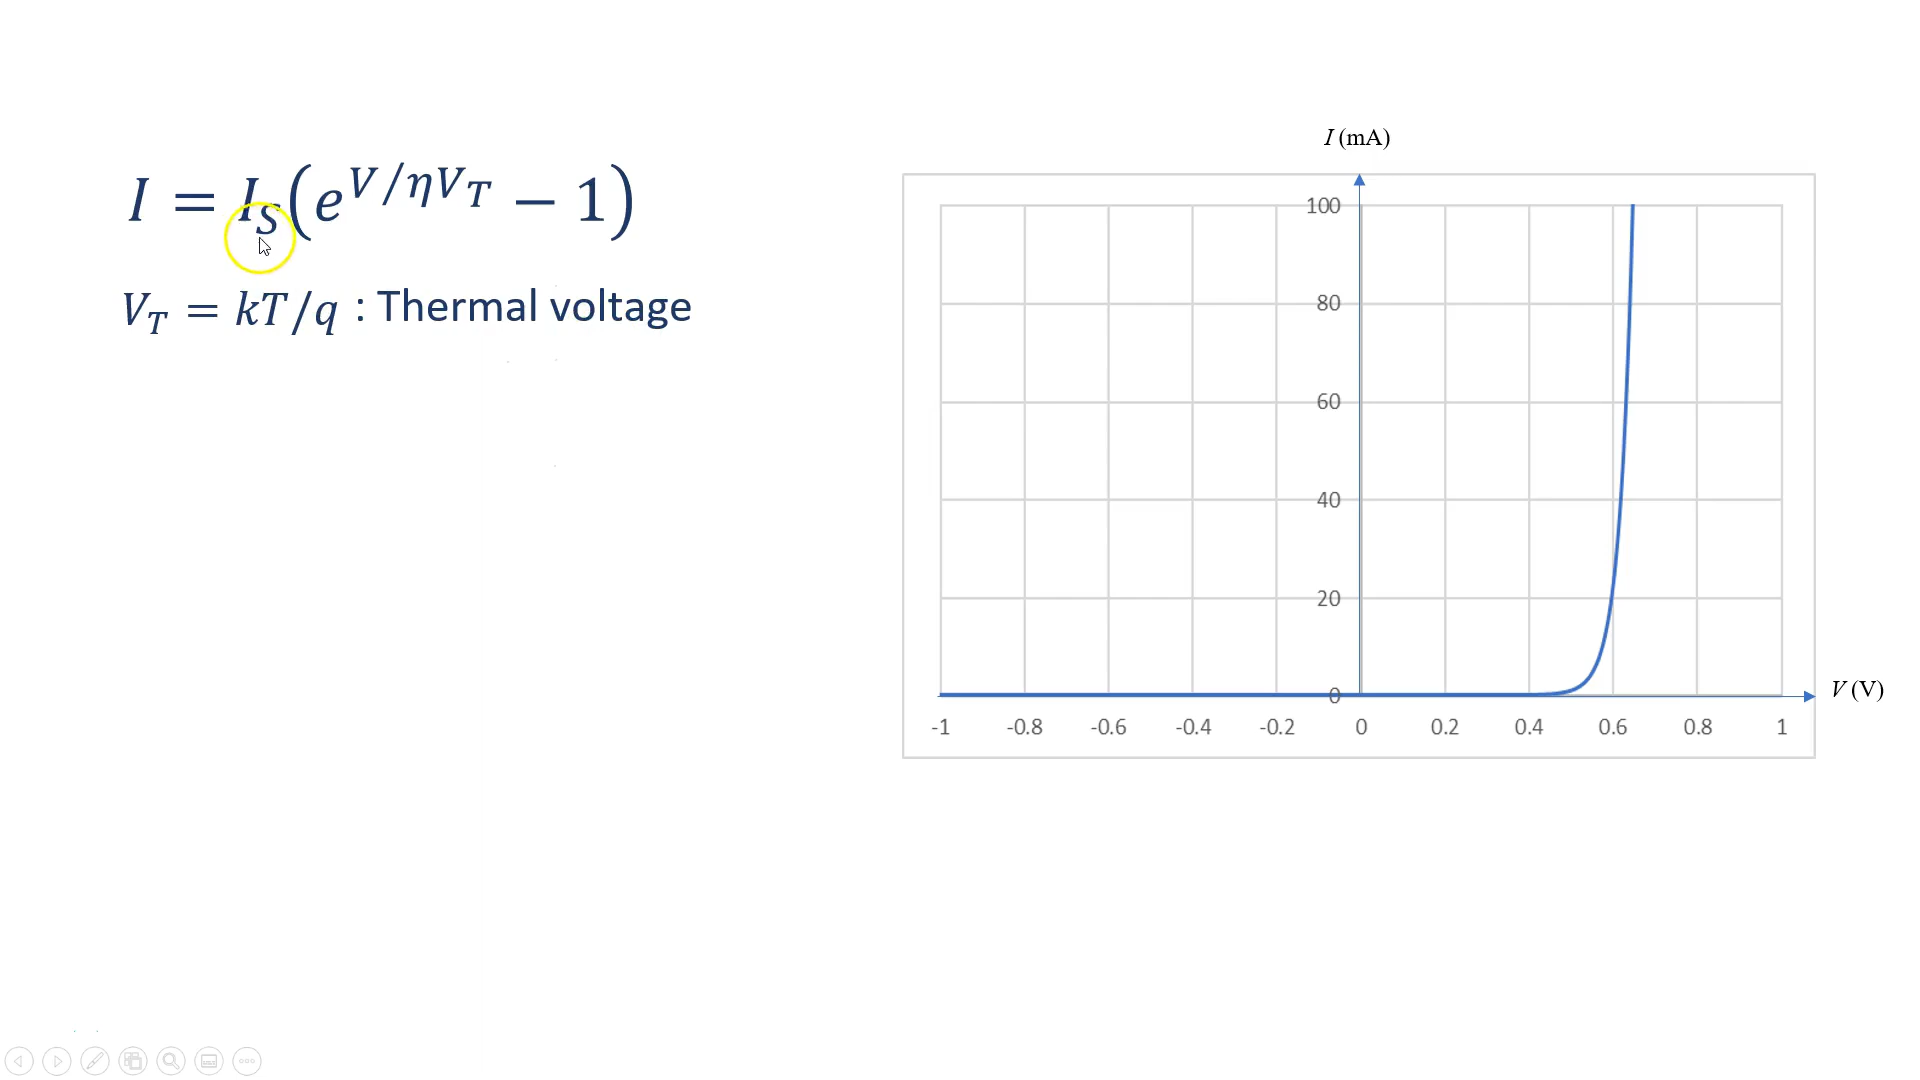 I = I_S(e^{V/ηV_T} − 1)
V_T = kT/q : Thermal voltage
I (mA)
100
80
60
40
20
0
V (V)
-1 -0.8 -0.6 -0.4 -0.2 0 0.2 0.4 0.6 0.8 1